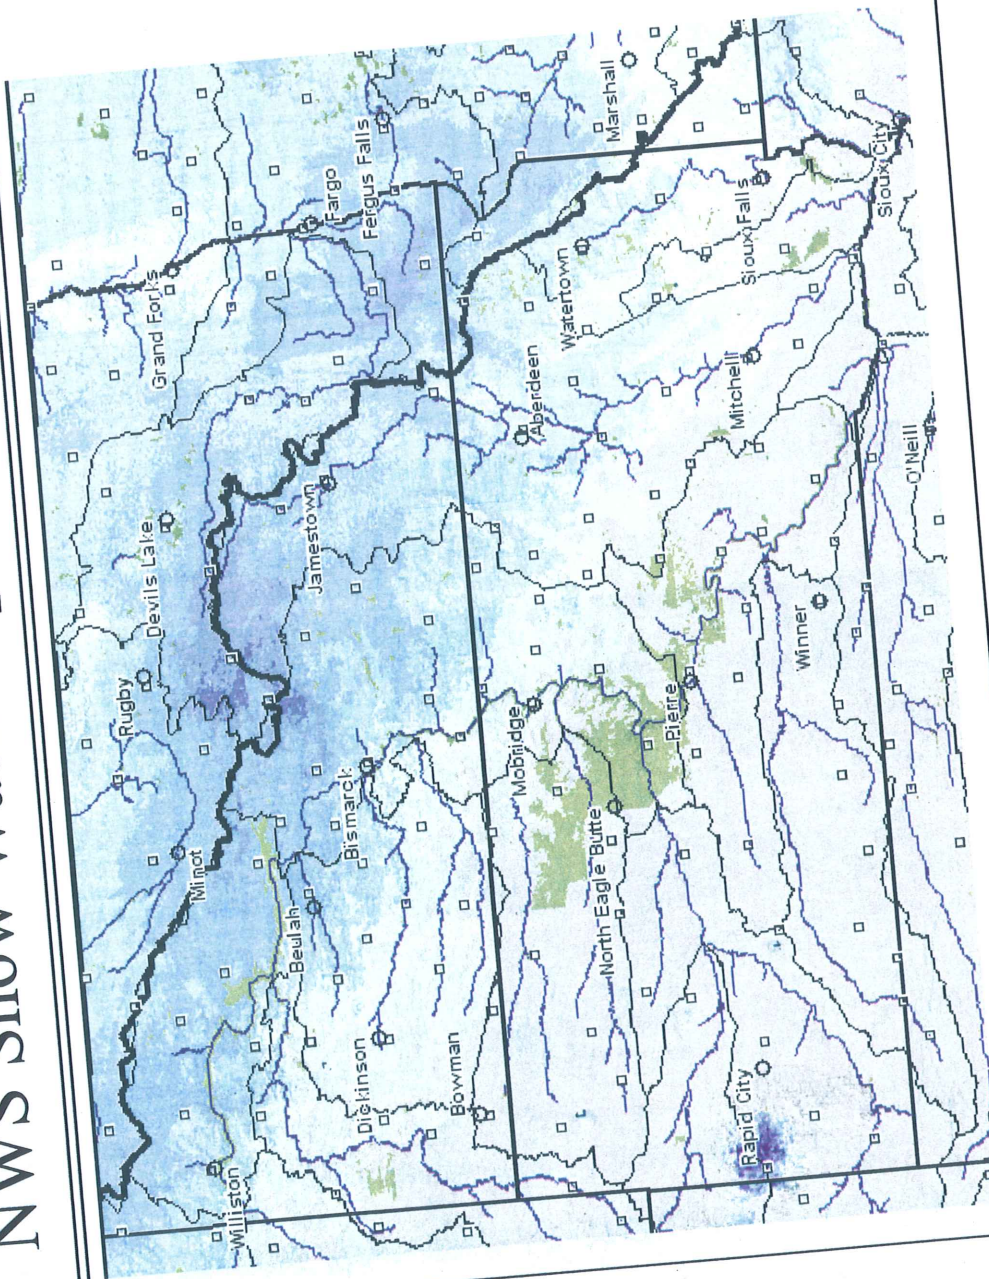 NWS Snow
Rugby
Devils Lake
Grand Forks
Minot
Williston
Beulah
Jamestown
Fargo
Bismarck
Dickinson
Fergus Falls
Bowman
Mobridge
Aberdeen
Watertown
Marshall
North Eagle Butte
Pierre
Mitchell
Sioux Falls
Rapid City
Winner
Sioux City
O'Neill